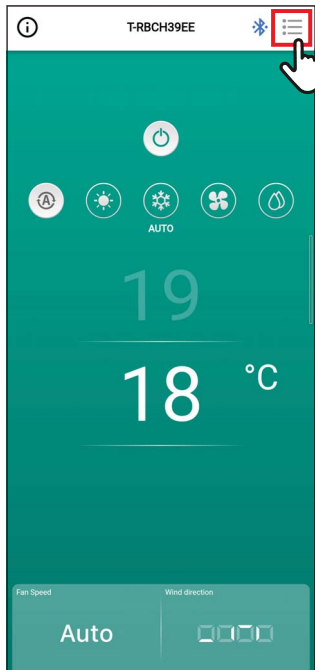 T-RBCH39EE
A
AUTO
19
18 °C
Fan Speed
Wind direction
Auto